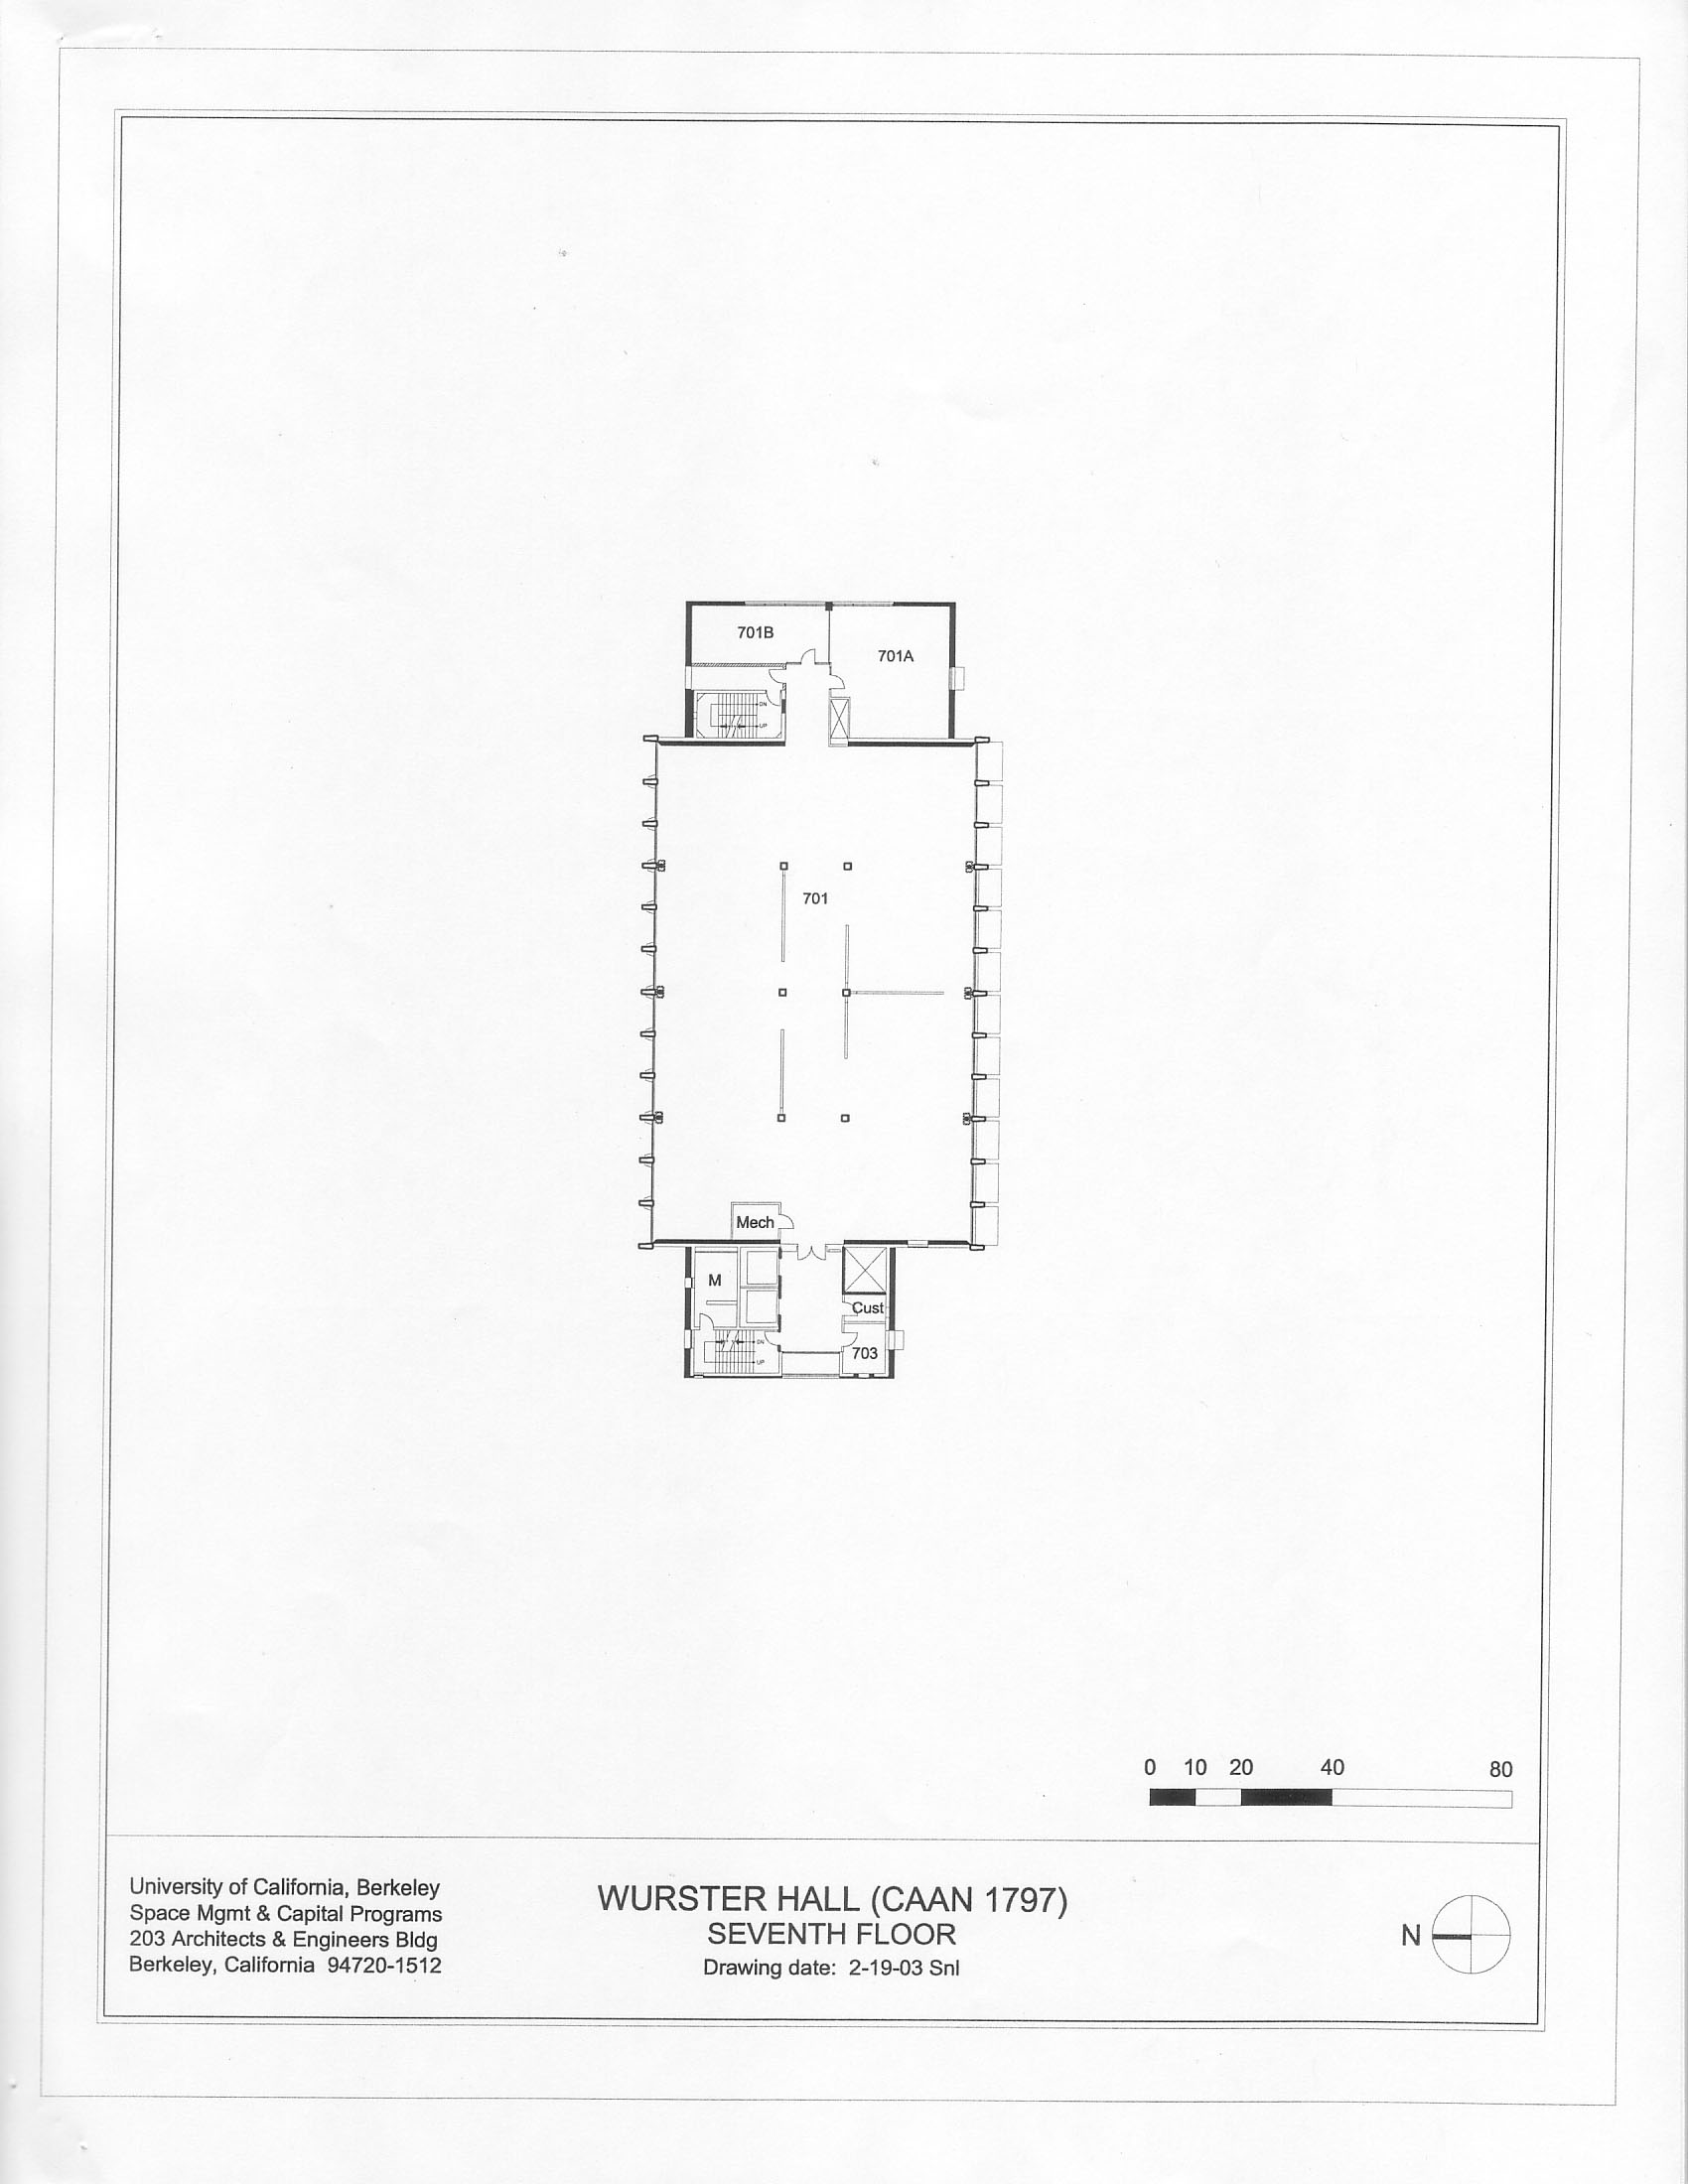 701B
701A
DN
UP
701
Mech
M
Cust
DN
UP
703
0 10 20 40 80
University of California, Berkeley
Space Mgmt & Capital Programs
203 Architects & Engineers Bldg
Berkeley, California 94720-1512
WURSTER HALL (CAAN 1797)
SEVENTH FLOOR
Drawing date: 2-19-03 Snl
N